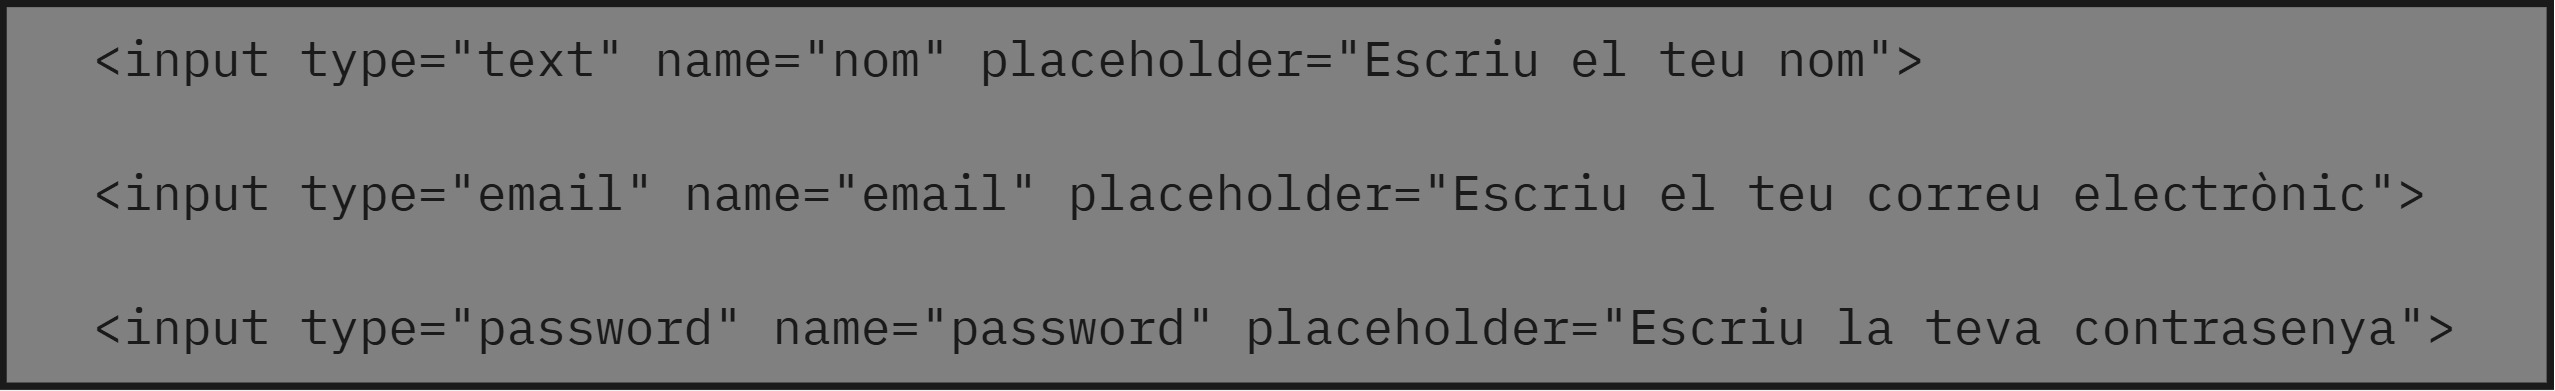 <input type="text" name="nom" placeholder="Escriu el teu nom">
<input type="email" name="email" placeholder="Escriu el teu correu electrònic">
<input type="password" name="password" placeholder="Escriu la teva contrasenya">